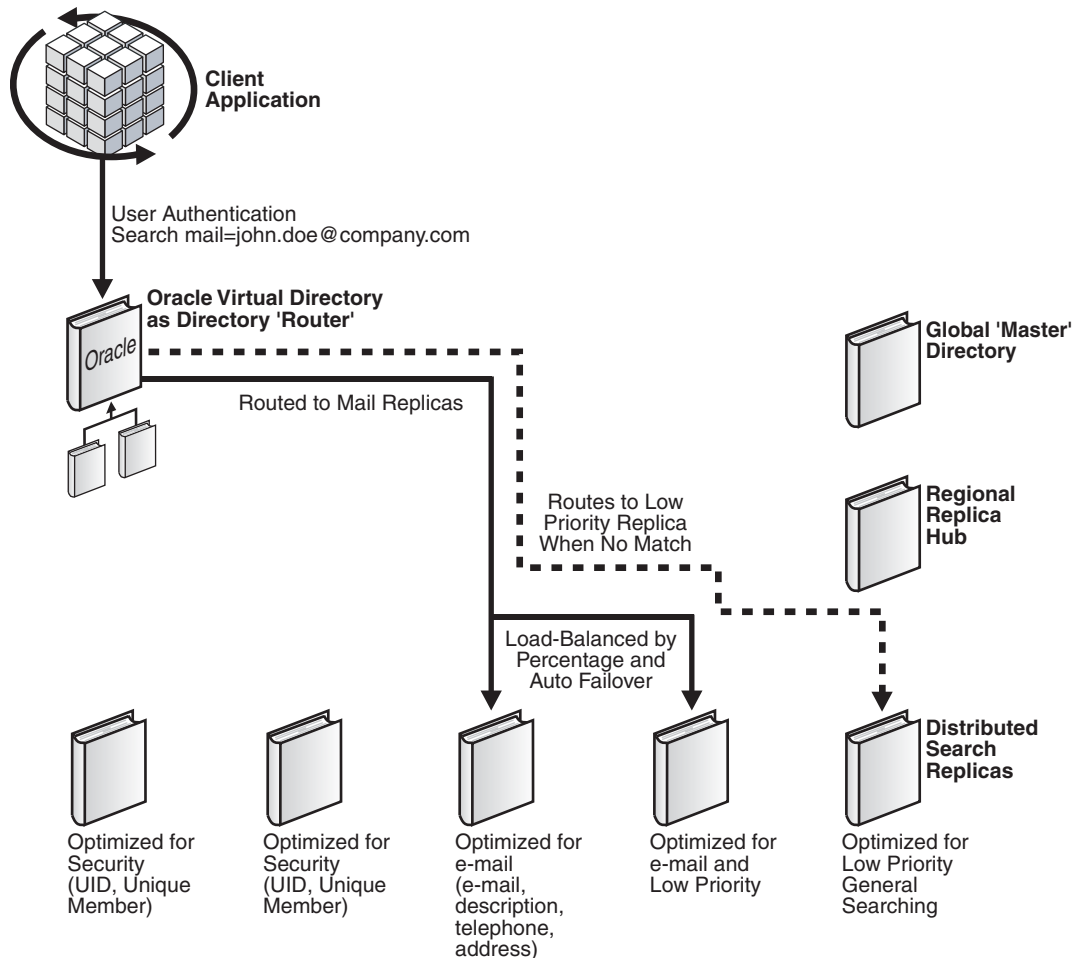 Client
Application
User Authentication
Search mail=john.doe@company.com
Oracle Virtual Directory
as Directory 'Router'
Oracle
Global 'Master'
Directory
Routed to Mail Replicas
Regional
Replica
Hub
Routes to Low
Priority Replica
When No Match
Load-Balanced by
Percentage and
Auto Failover
Distributed
Search
Replicas
Optimized for
Security
(UID, Unique
Member)
Optimized for
Security
(UID, Unique
Member)
Optimized for
e-mail
(e-mail,
description,
telephone,
address)
Optimized for
e-mail and
Low Priority
Optimized for
Low Priority
General
Searching